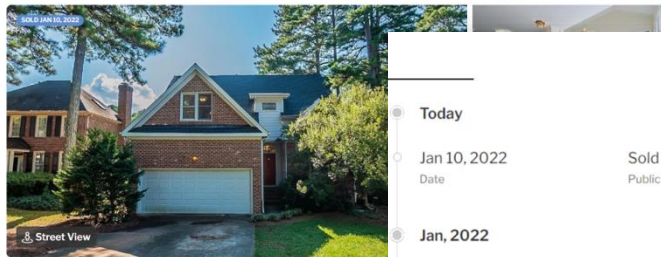 SOLD JAN 10, 2022
Street View
Today
Jan 10, 2022
Sold
Date
Public
Jan, 2022